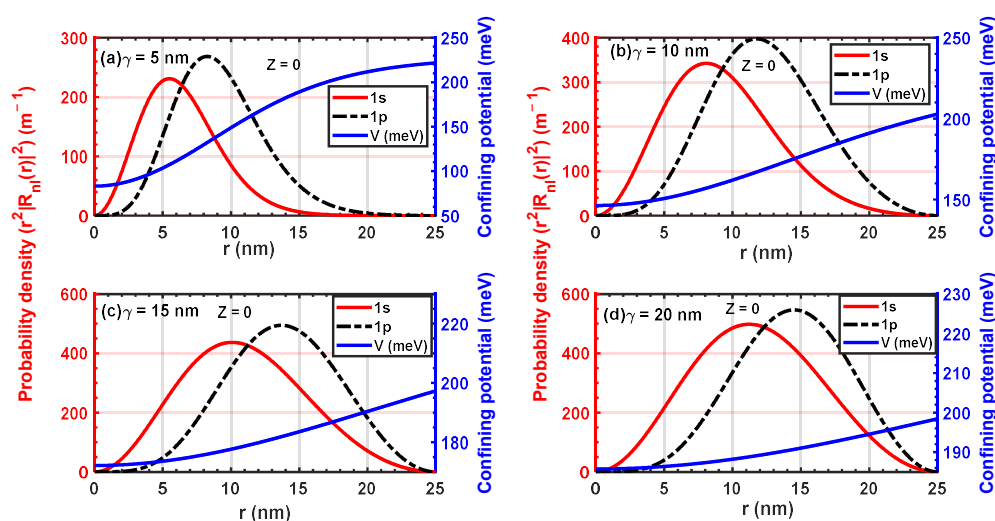 Probability density (r²|Rₙₗ(r)|²) (m⁻¹)
(a)γ = 5 nm
Z = 0
1s
1p
V (meV)
300
200
100
0
0 5 10 15 20 25
r (nm)
250
200
150
100
50
Confining potential (meV)
Probability density (r²|Rₙₗ(r)|²) (m⁻¹)
(b)γ = 10 nm
Z = 0
1s
1p
V (meV)
400
300
200
100
0
0 5 10 15 20 25
r (nm)
250
200
150
Confining potential (meV)
(c)γ = 15 nm
Z = 0
1s
1p
V (meV)
600
400
200
0
0 5 10 15 20 25
r (nm)
220
200
180
Confining potential (meV)
(d)γ = 20 nm
Z = 0
1s
1p
V (meV)
600
400
200
0
0 5 10 15 20 25
r (nm)
230
220
210
200
190
Confining potential (meV)